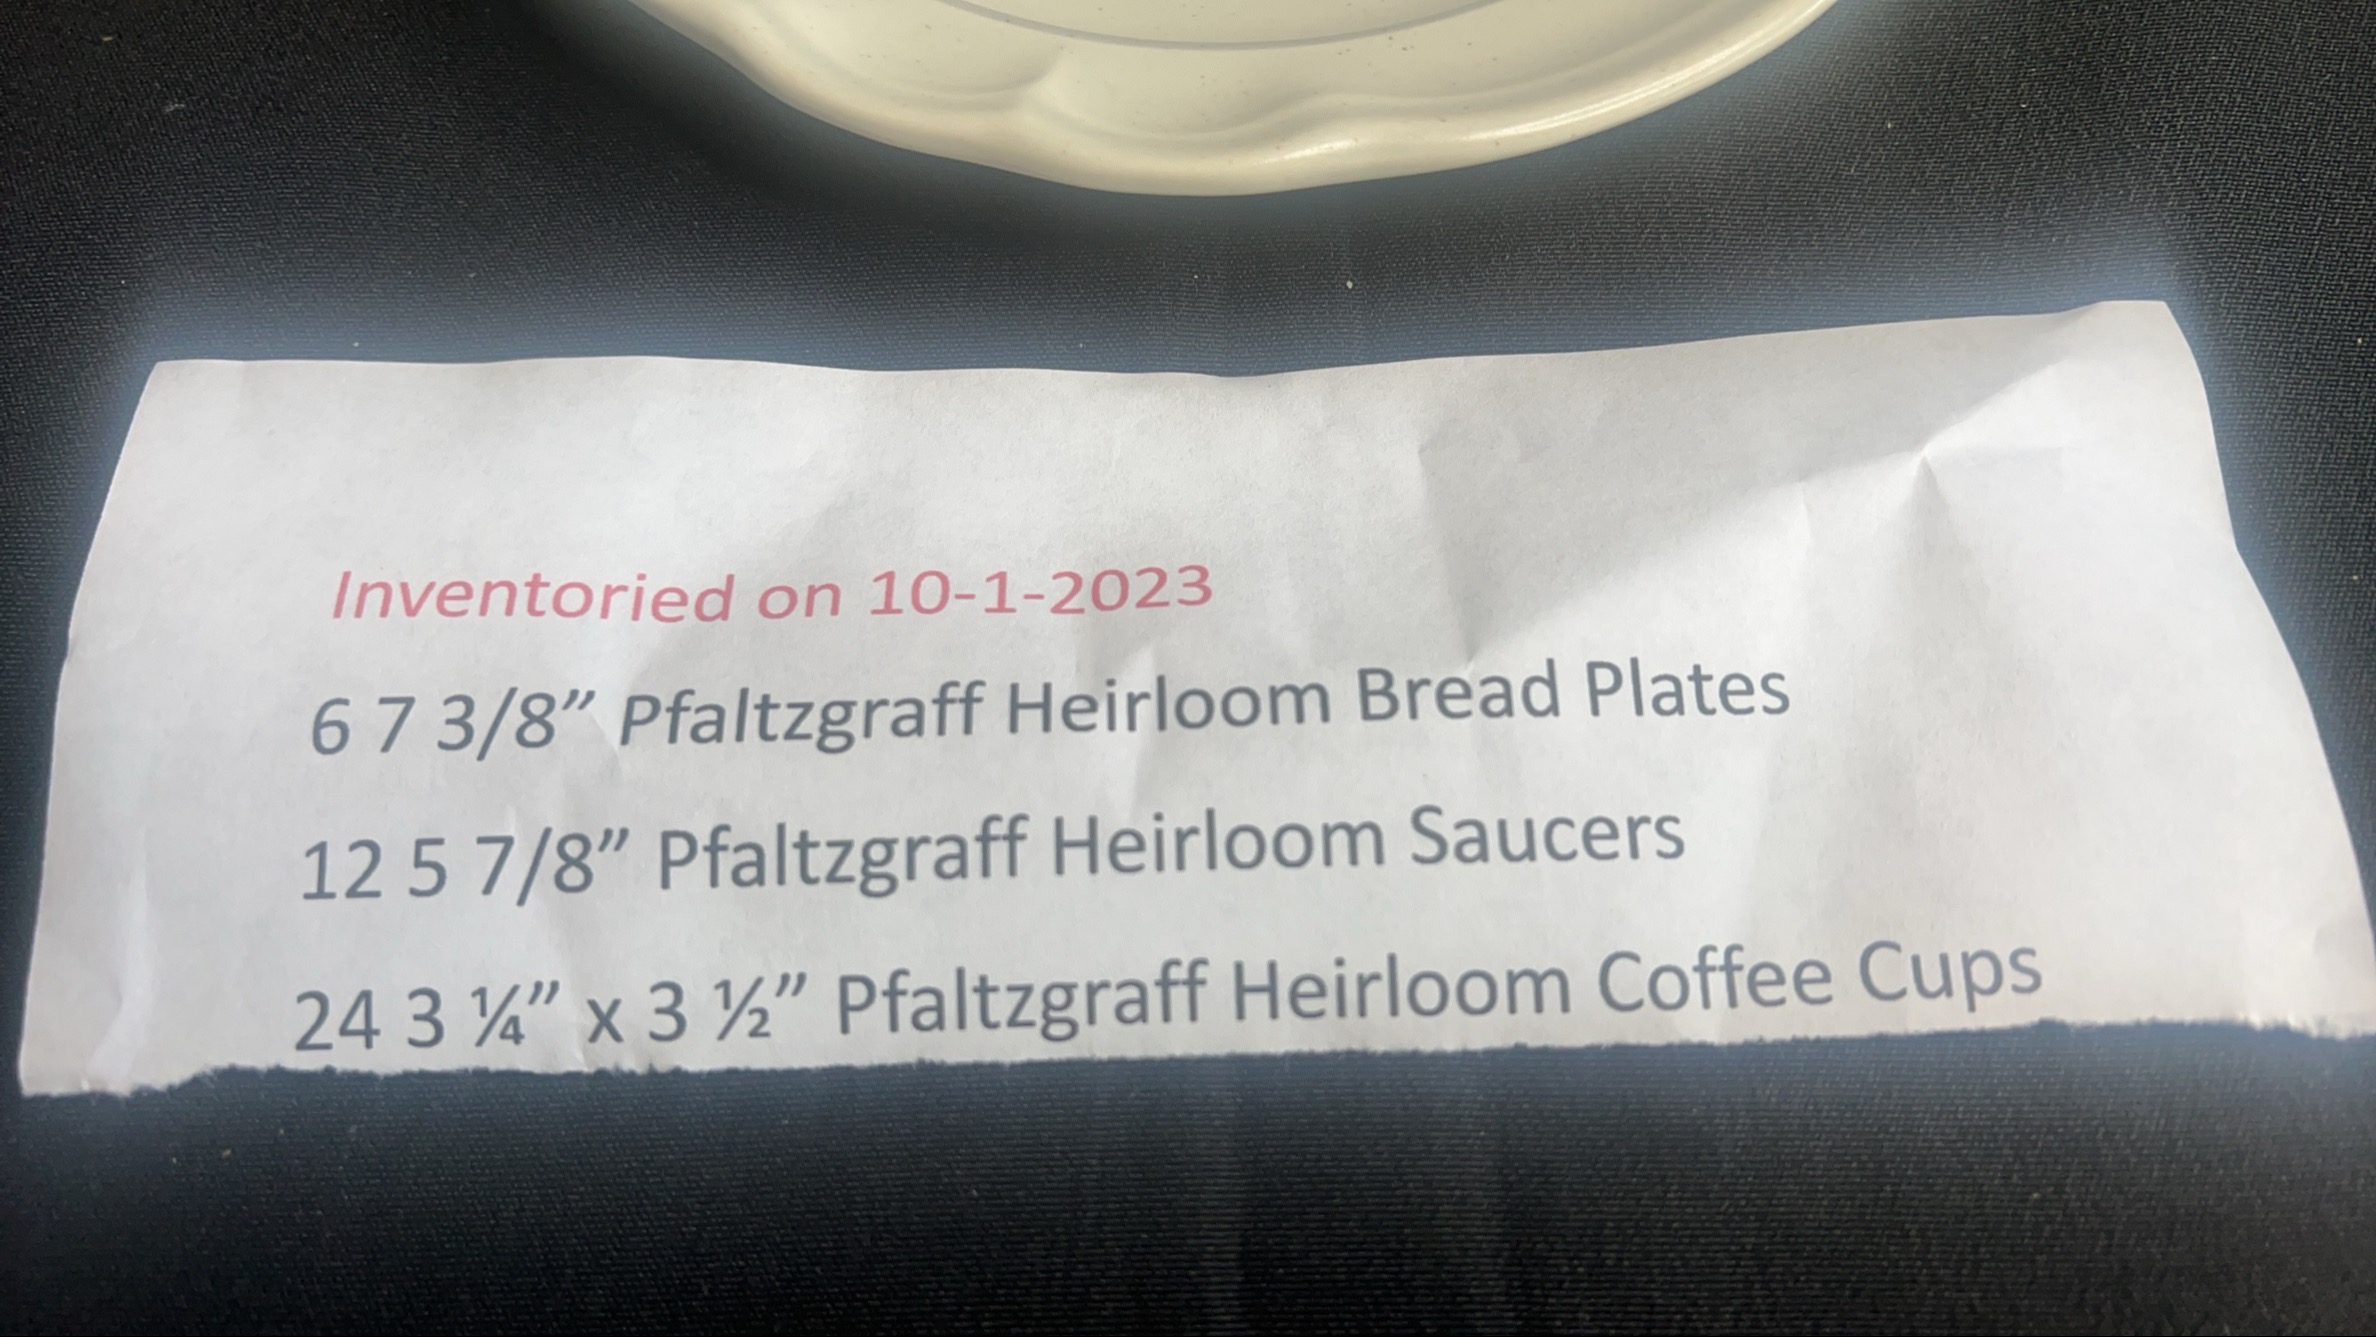 Inventoried on 10-1-2023
6 7 3/8” Pfaltzgraff Heirloom Bread Plates
12 5 7/8” Pfaltzgraff Heirloom Saucers
24 3 ¼” x 3 ½” Pfaltzgraff Heirloom Coffee Cups